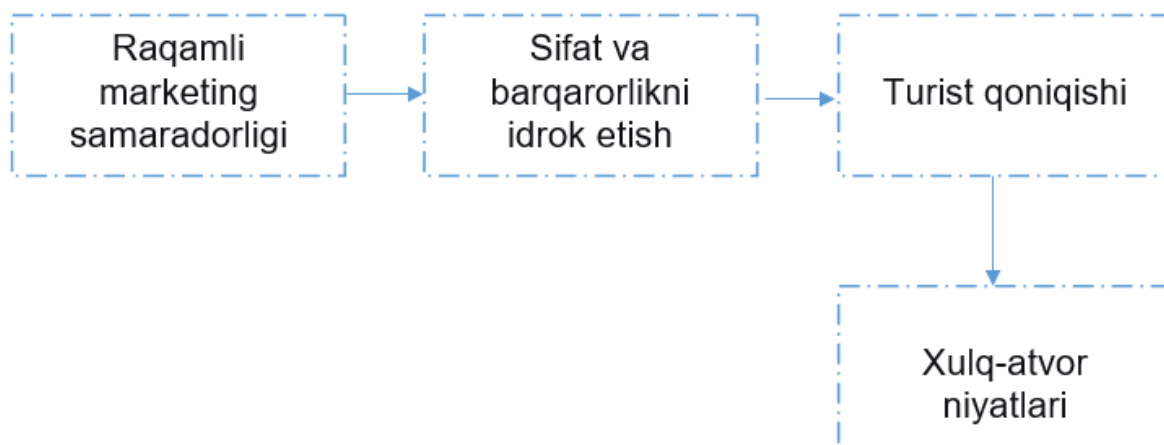 Raqamli
marketing
samaradorligi
Sifat va
barqarorlikni
idrok etish
Turist qoniqishi
Xulq-atvor
niyatlari